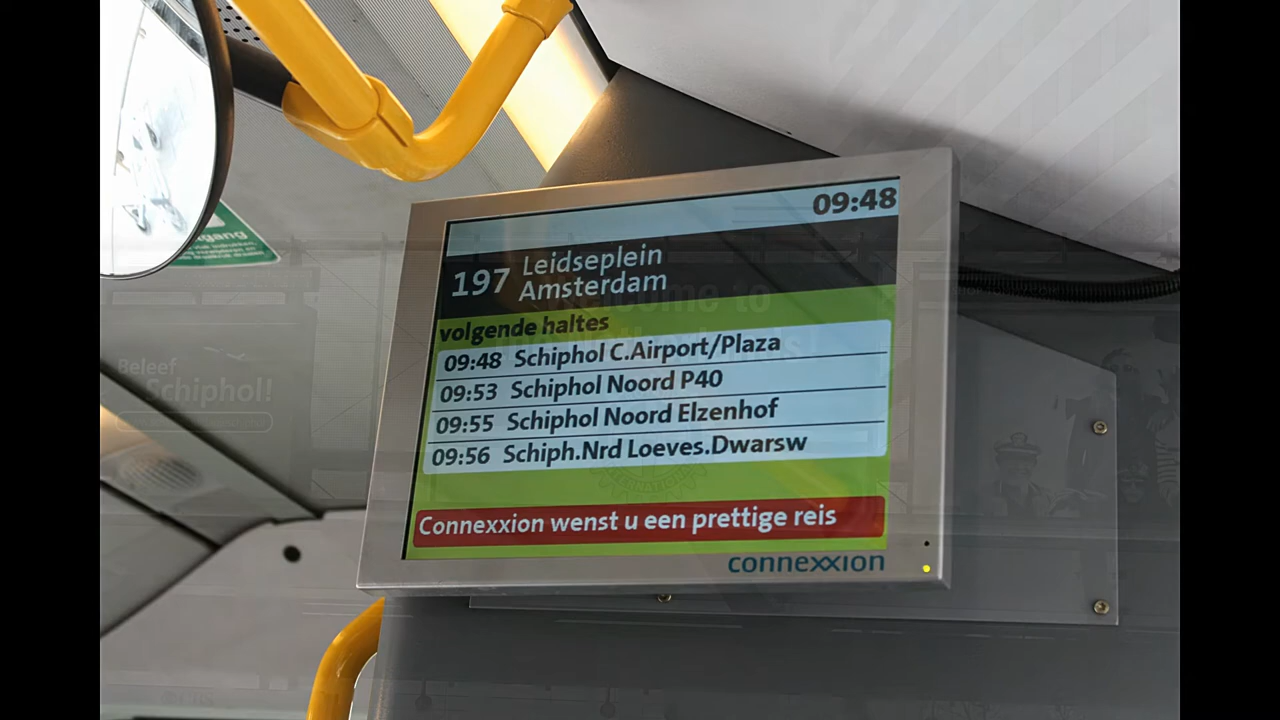 09:48
197 Leidseplein
Amsterdam
volgende haltes
09:48 Schiphol C.Airport/Plaza
09:53 Schiphol Noord P40
09:55 Schiphol Noord Elzenhof
09:56 Schiph.Nrd Loeves.Dwarsw
Connexxion wenst u een prettige reis
connexxion
Beleef
Schiphol!